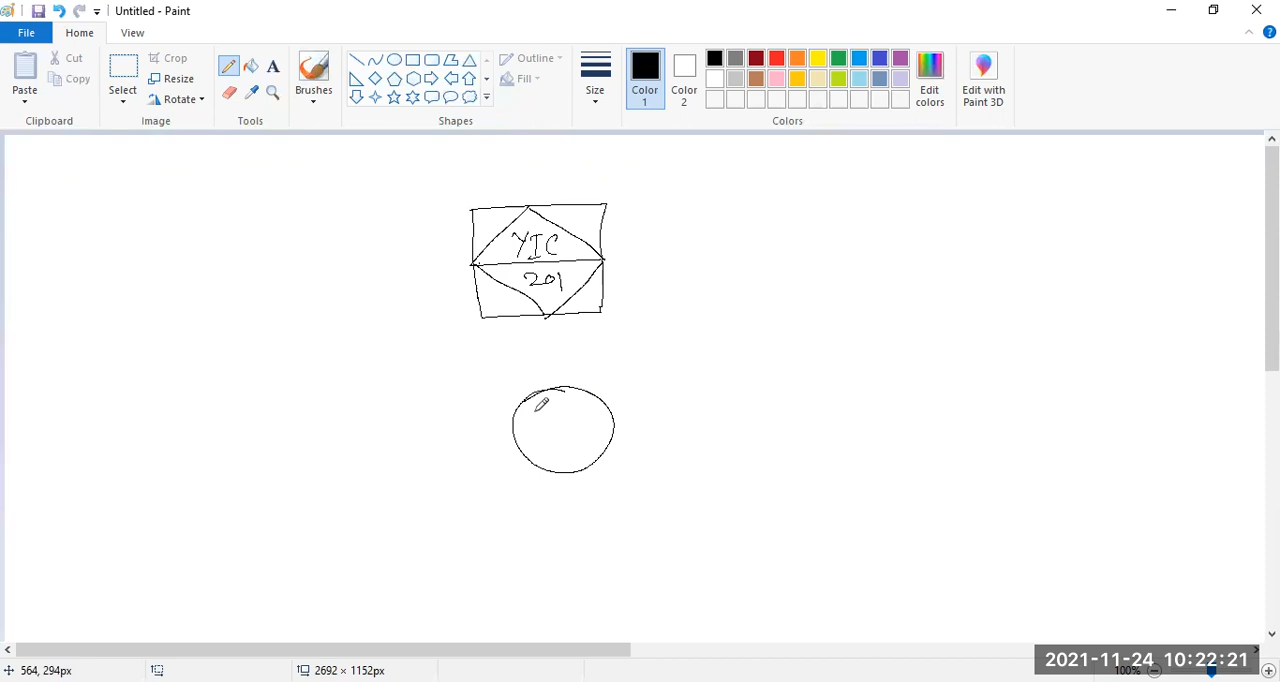 Untitled - Paint
File
Home
View
Paste
Cut
Copy
Clipboard
Select
Crop
Resize
Rotate
Image
A
Tools
Brushes
Outline
Fill
Shapes
Size
Color 1
Color 2
Edit colors
Colors
Edit with Paint 3D
YIC
201
564, 294px
2692 × 1152px
100%
2021-11-24 10:22:21